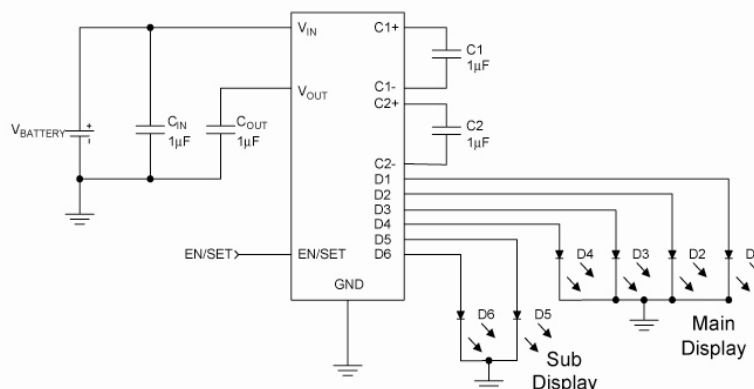 V_IN
C1+
C1
1µF
C1-
V_OUT
C2+
V_BATTERY
+
-
C_IN
1µF
C_OUT
1µF
C2
1µF
C2-
D1
D2
D3
D4
D5
D6
EN/SET
EN/SET
GND
D4
D3
D2
D6
D5
Main
Display
Sub
Display